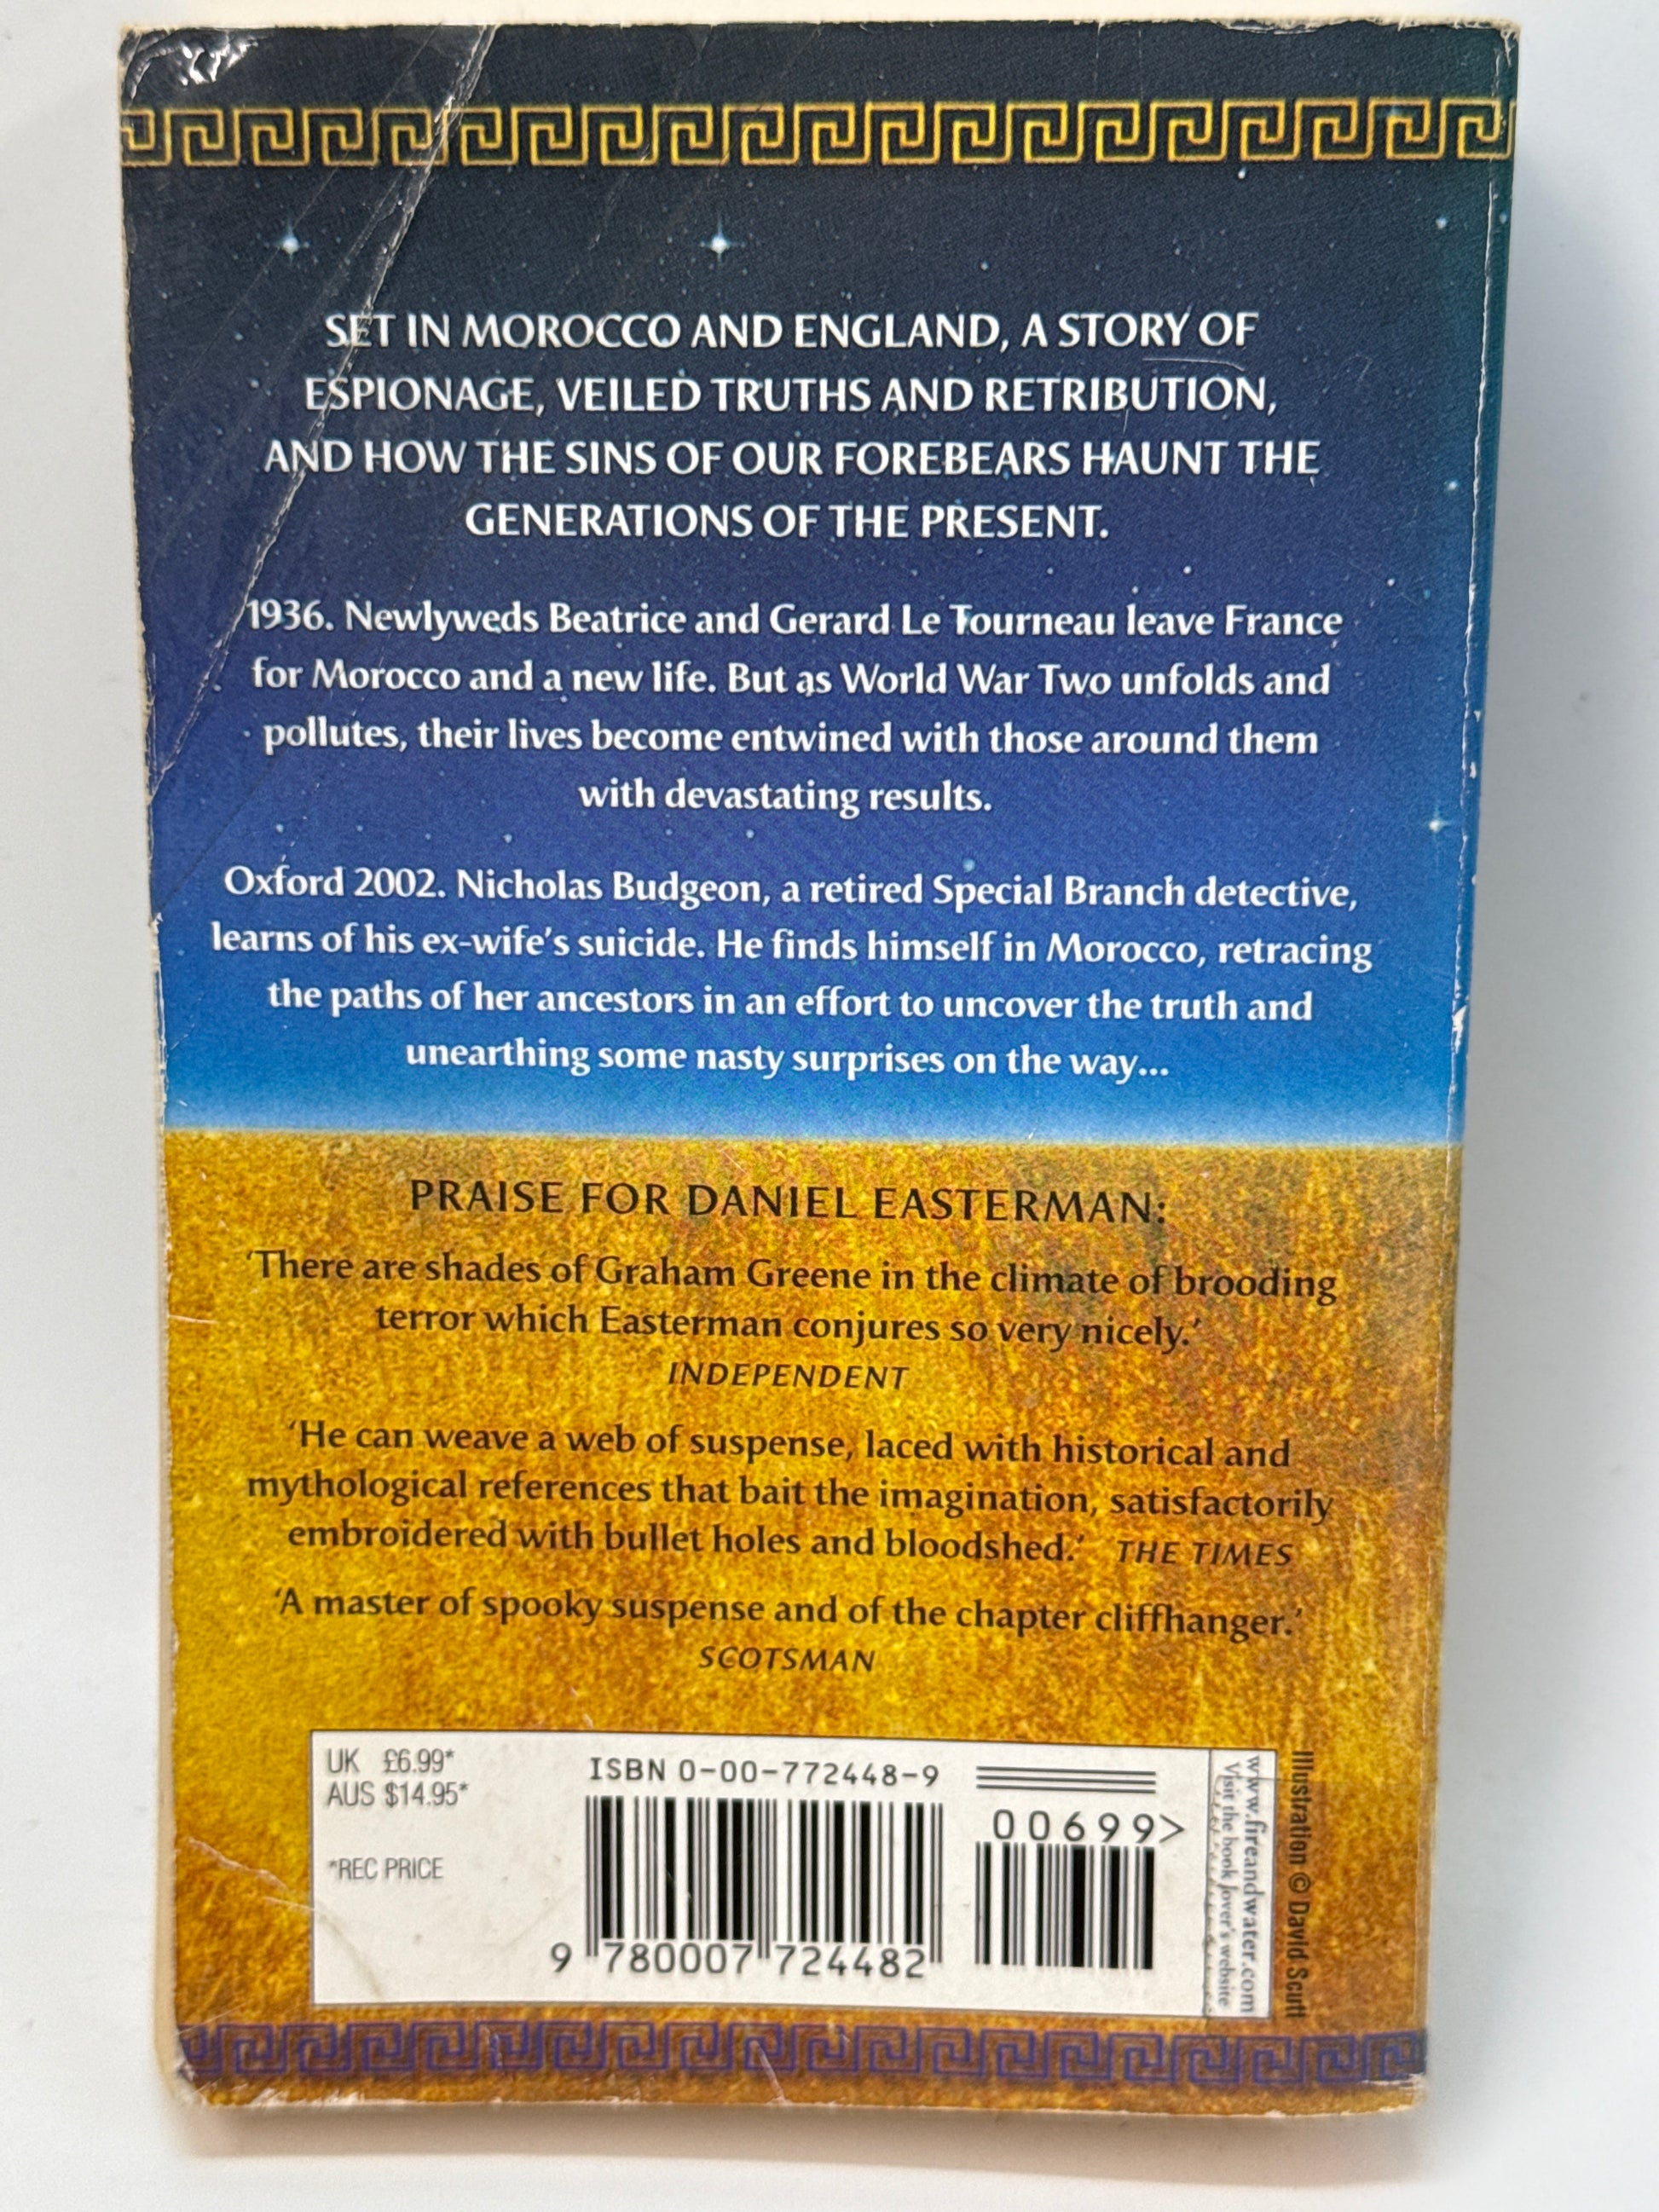 SET IN MOROCCO AND ENGLAND, A STORY OF
ESPIONAGE, VEILED TRUTHS AND RETRIBUTION,
AND HOW THE SINS OF OUR FOREBEARS HAUNT THE
GENERATIONS OF THE PRESENT.
1936. Newlyweds Beatrice and Gerard Le Tourneau leave France
for Morocco and a new life. But as World War Two unfolds and
pollutes, their lives become entwined with those around them
with devastating results.
Oxford 2002. Nicholas Budgeon, a retired Special Branch detective,
learns of his ex-wife's suicide. He finds himself in Morocco, retracing
the paths of her ancestors in an effort to uncover the truth and
unearthing some nasty surprises on the way...
PRAISE FOR DANIEL EASTERMAN:
'There are shades of Graham Greene in the climate of brooding
terror which Easterman conjures so very nicely.'
INDEPENDENT
'He can weave a web of suspense, laced with historical and
mythological references that bait the imagination, satisfactorily
embroidered with bullet holes and bloodshed.' THE TIMES
'A master of spooky suspense and of the chapter cliffhanger.'
SCOTSMAN
UK £6.99*
AUS $14.95*
*REC PRICE
ISBN 0-00-772448-9
00699>
9 780007 724482
www.fireandwater.com
Visit the book lover's website
Illustration © David Scutt